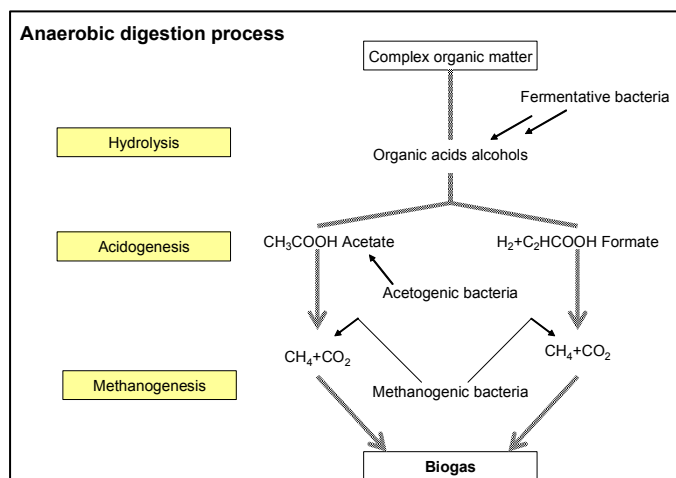 Anaerobic digestion process
Complex organic matter
Fermentative bacteria
Hydrolysis
Organic acids alcohols
Acidogenesis
CH₃COOH Acetate
H₂+C₂HCOOH Formate
Acetogenic bacteria
CH₄+CO₂
CH₄+CO₂
Methanogenesis
Methanogenic bacteria
Biogas